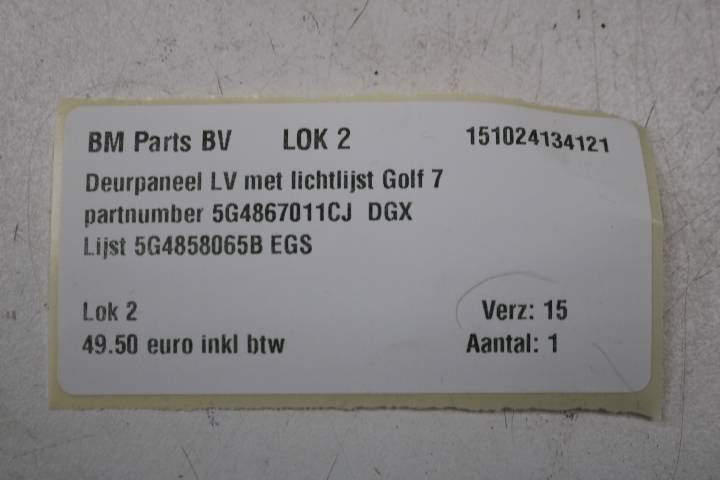 BM Parts BV LOK 2 151024134121
Deurpaneel LV met lichtlijst Golf 7
partnumber 5G4867011CJ DGX
Lijst 5G4858065B EGS
Lok 2 Verz: 15
49.50 euro inkl btw Aantal: 1